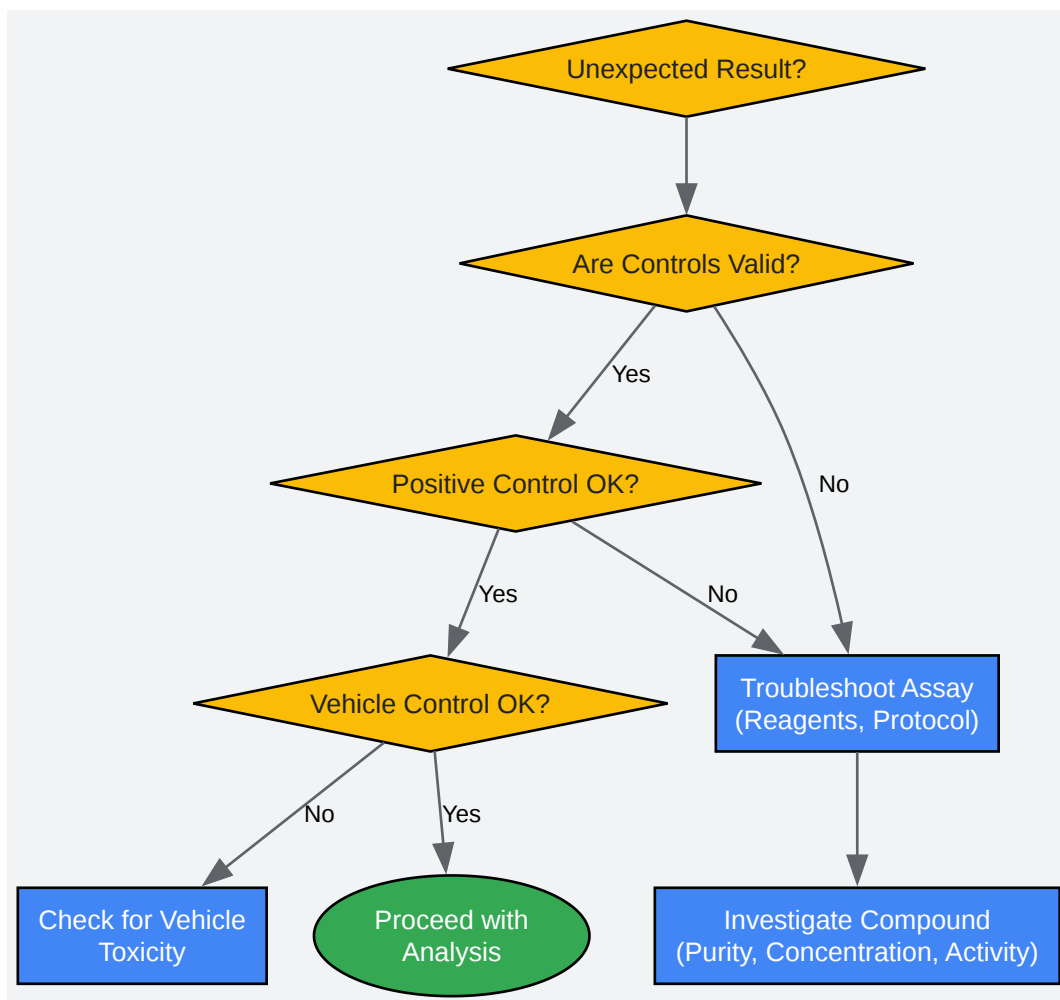 Unexpected Result?
Are Controls Valid?
Yes
Positive Control OK?
No
Yes
No
Vehicle Control OK?
Troubleshoot Assay
(Reagents, Protocol)
No
Yes
Check for Vehicle
Toxicity
Proceed with
Analysis
Investigate Compound
(Purity, Concentration, Activity)